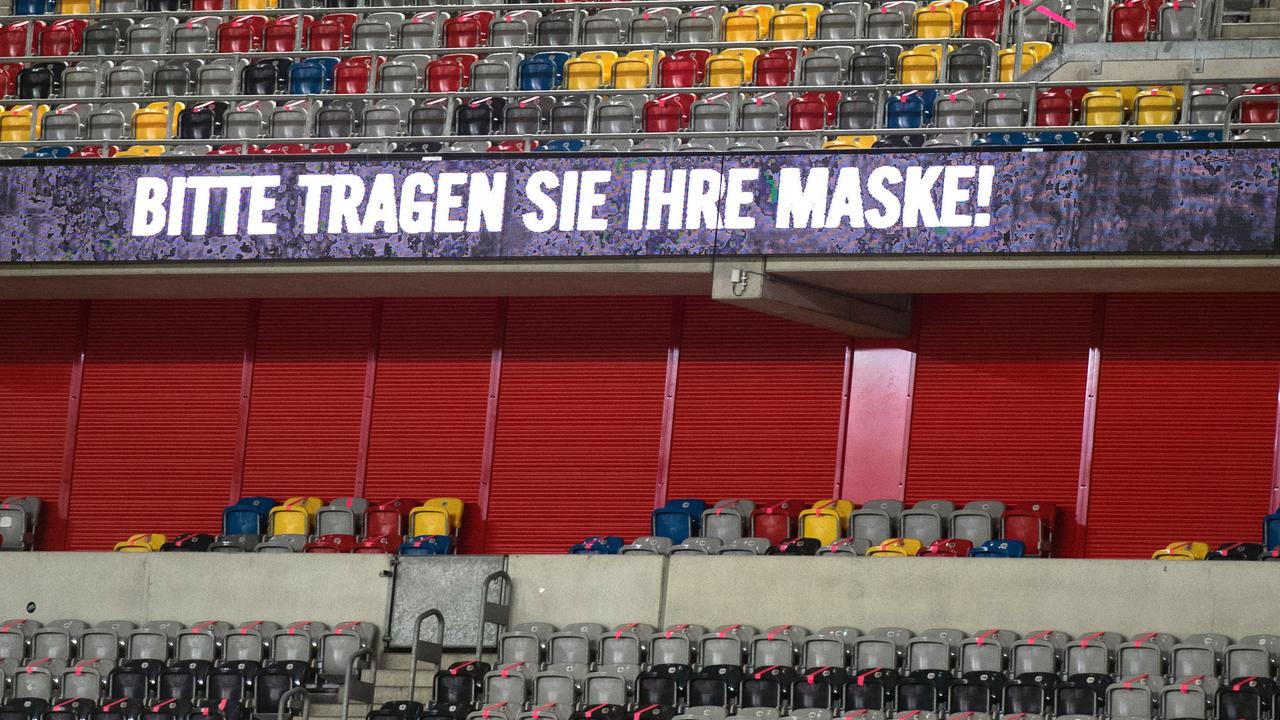 BITTE TRAGEN SIE IHRE MASKE!